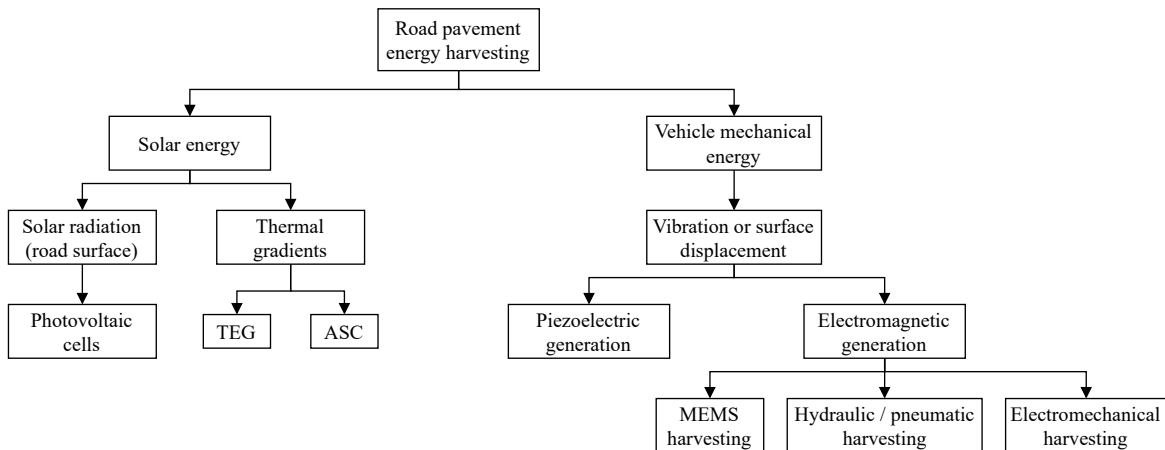 Road pavement
energy harvesting
Solar energy
Vehicle mechanical
energy
Solar radiation
(road surface)
Thermal
gradients
Vibration or surface
displacement
Photovoltaic
cells
TEG
ASC
Piezoelectric
generation
Electromagnetic
generation
MEMS
harvesting
Hydraulic / pneumatic
harvesting
Electromechanical
harvesting